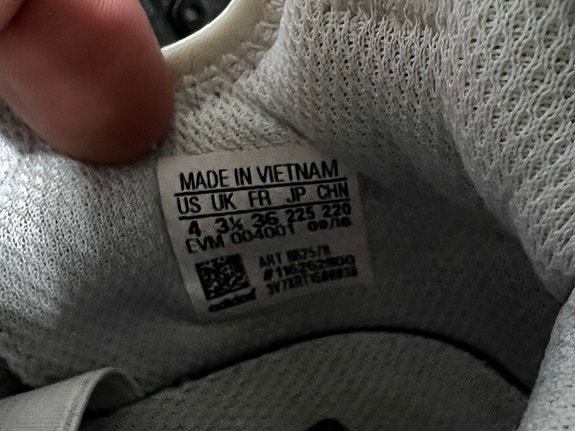 MADE IN VIETNAM
US UK FR JP CHN
4 3½ 36 225 220
EVM 004001 09/18
ART
adidas